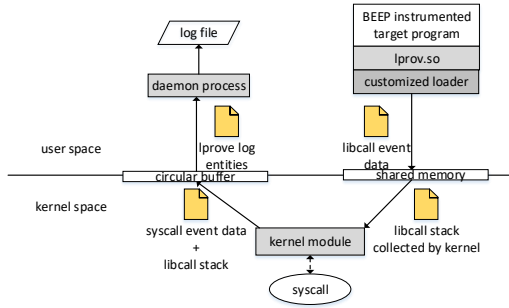 log file
BEEP instrumented
target program
lprov.so
customized loader
daemon process
lprove log
entities
libcall event
data
user space
circular buffer
shared memory
kernel space
syscall event data
+
libcall stack
kernel module
libcall stack
collected by kernel
syscall